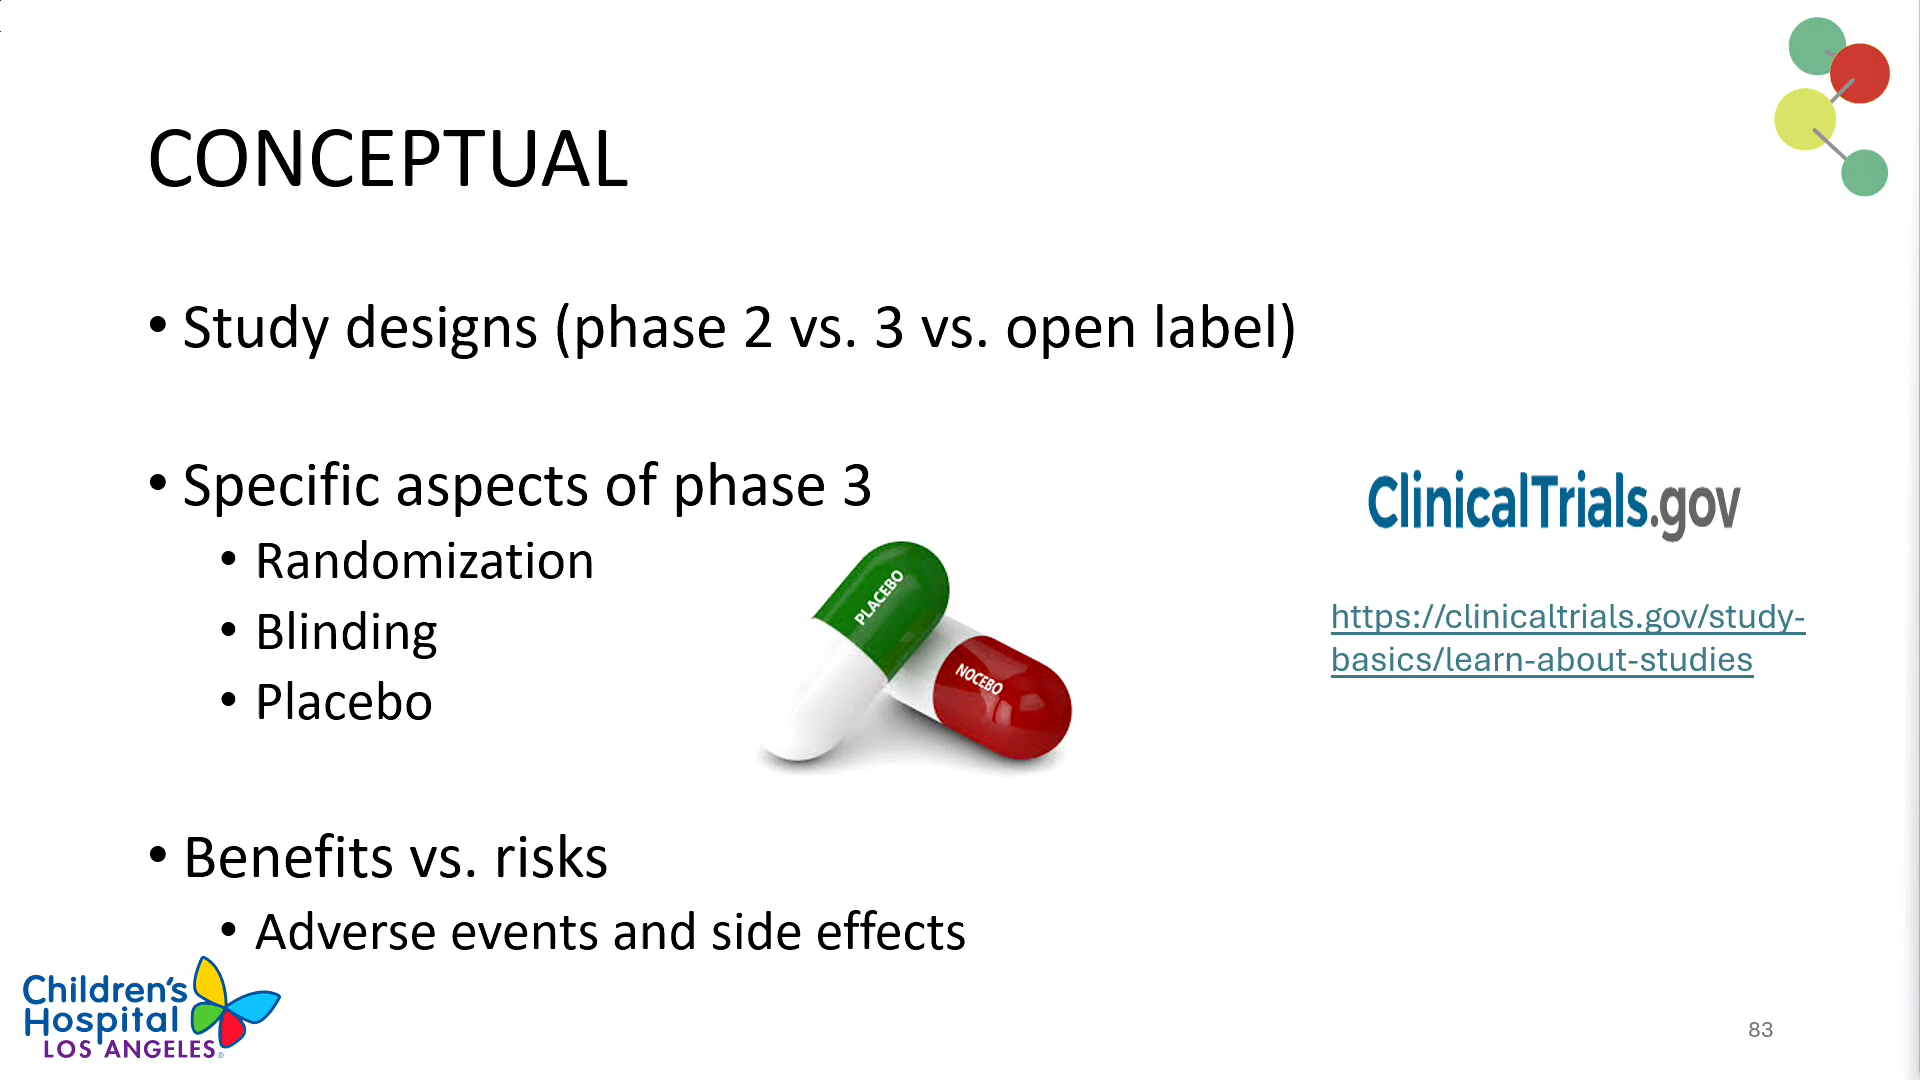 CONCEPTUAL
• Study designs (phase 2 vs. 3 vs. open label)
• Specific aspects of phase 3
• Randomization
• Blinding
• Placebo
PLACEBO
NOCEBO
ClinicalTrials.gov
https://clinicaltrials.gov/study-
basics/learn-about-studies
• Benefits vs. risks
• Adverse events and side effects
Children's
Hospital
LOS ANGELES®
83